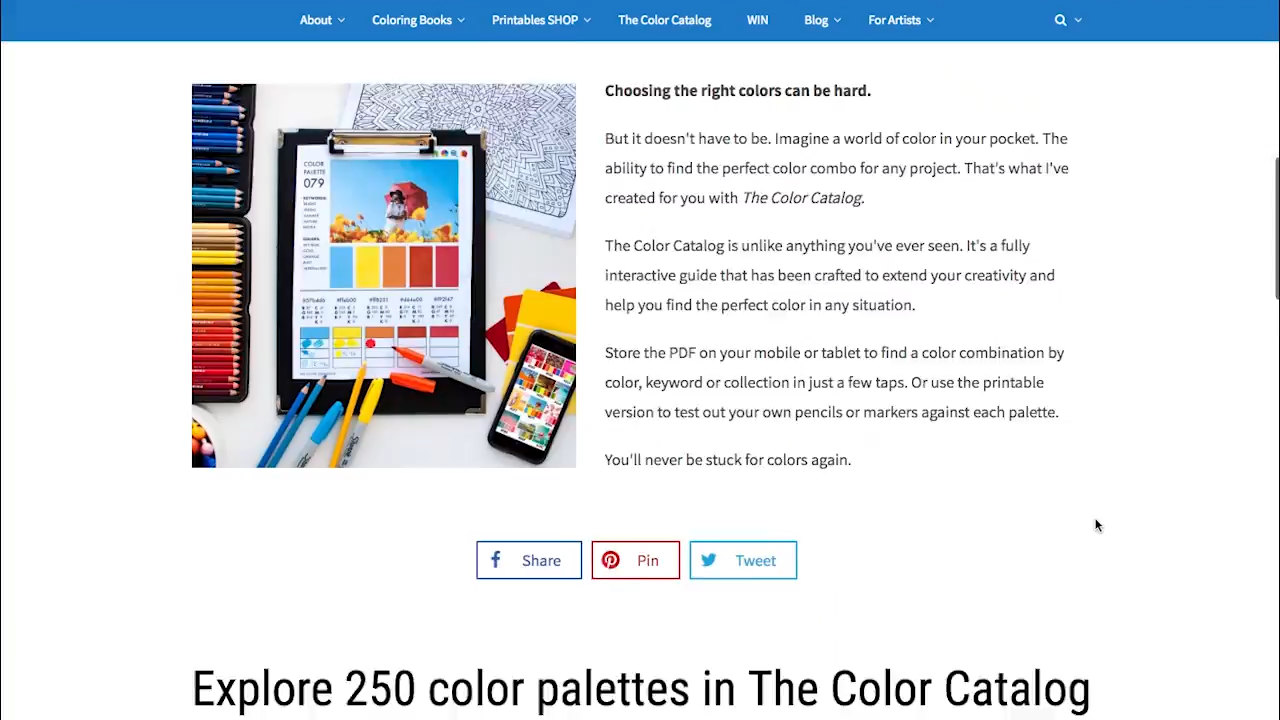 About
Coloring Books
Printables SHOP
The Color Catalog
WIN
Blog
For Artists
Choosing the right colors can be hard.
But it doesn't have to be. Imagine a world of color in your pocket. The
ability to find the perfect color combo for any project. That's what I've
created for you with The Color Catalog.
The Color Catalog is unlike anything you've ever seen. It's a fully
interactive guide that has been crafted to extend your creativity and
help you find the perfect color in any situation.
Store the PDF on your mobile or tablet to find a color combination by
color, keyword or collection in just a few taps. Or use the printable
version to test out your own pencils or markers against each palette.
You'll never be stuck for colors again.
COLOR
PALETTE
079
Share
Pin
Tweet
Explore 250 color palettes in The Color Catalog